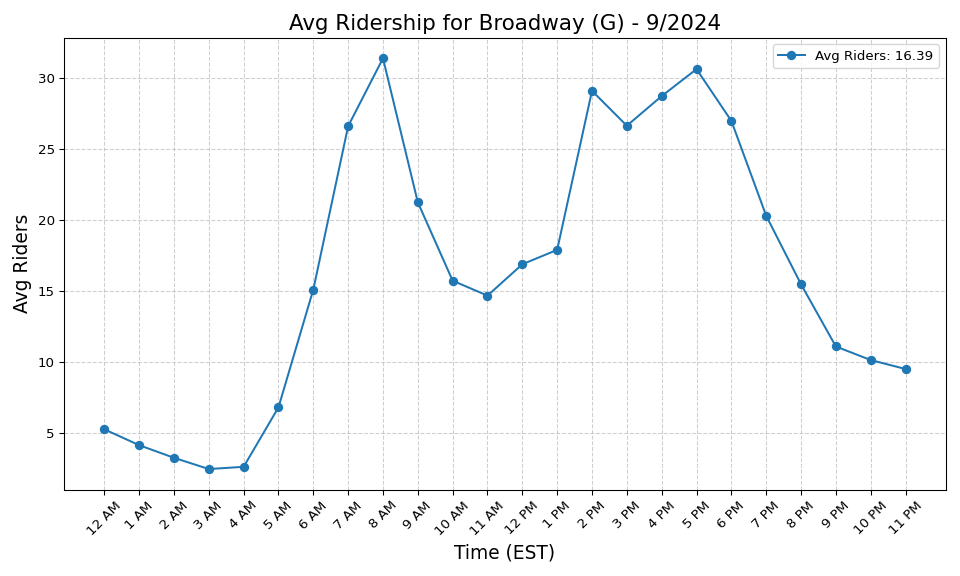 Avg Ridership for Broadway (G) - 9/2024
Avg Riders: 16.39
Avg Riders
30
25
20
15
10
5
12 AM 1 AM 2 AM 3 AM 4 AM 5 AM 6 AM 7 AM 8 AM 9 AM 10 AM 11 AM 12 PM 1 PM 2 PM 3 PM 4 PM 5 PM 6 PM 7 PM 8 PM 9 PM 10 PM 11 PM
Time (EST)